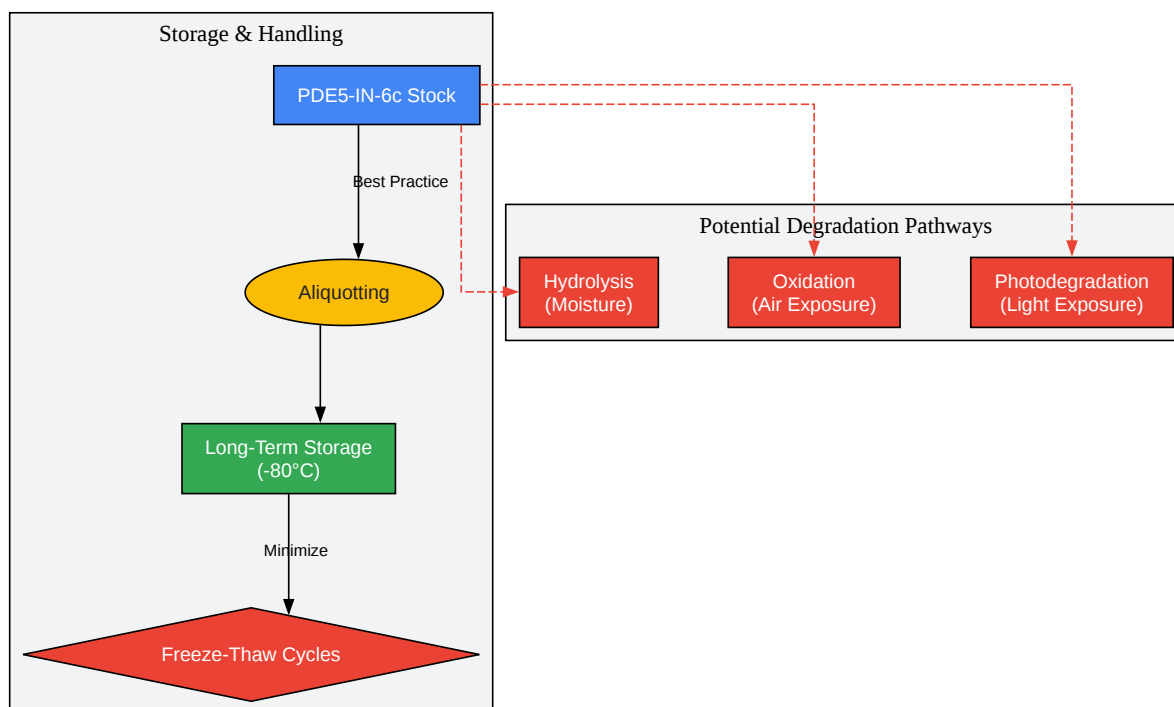 Storage & Handling
PDE5-IN-6c Stock
Best Practice
Potential Degradation Pathways
Aliquotting
Hydrolysis
(Moisture)
Oxidation
(Air Exposure)
Photodegradation
(Light Exposure)
Long-Term Storage
(-80°C)
Minimize
Freeze-Thaw Cycles